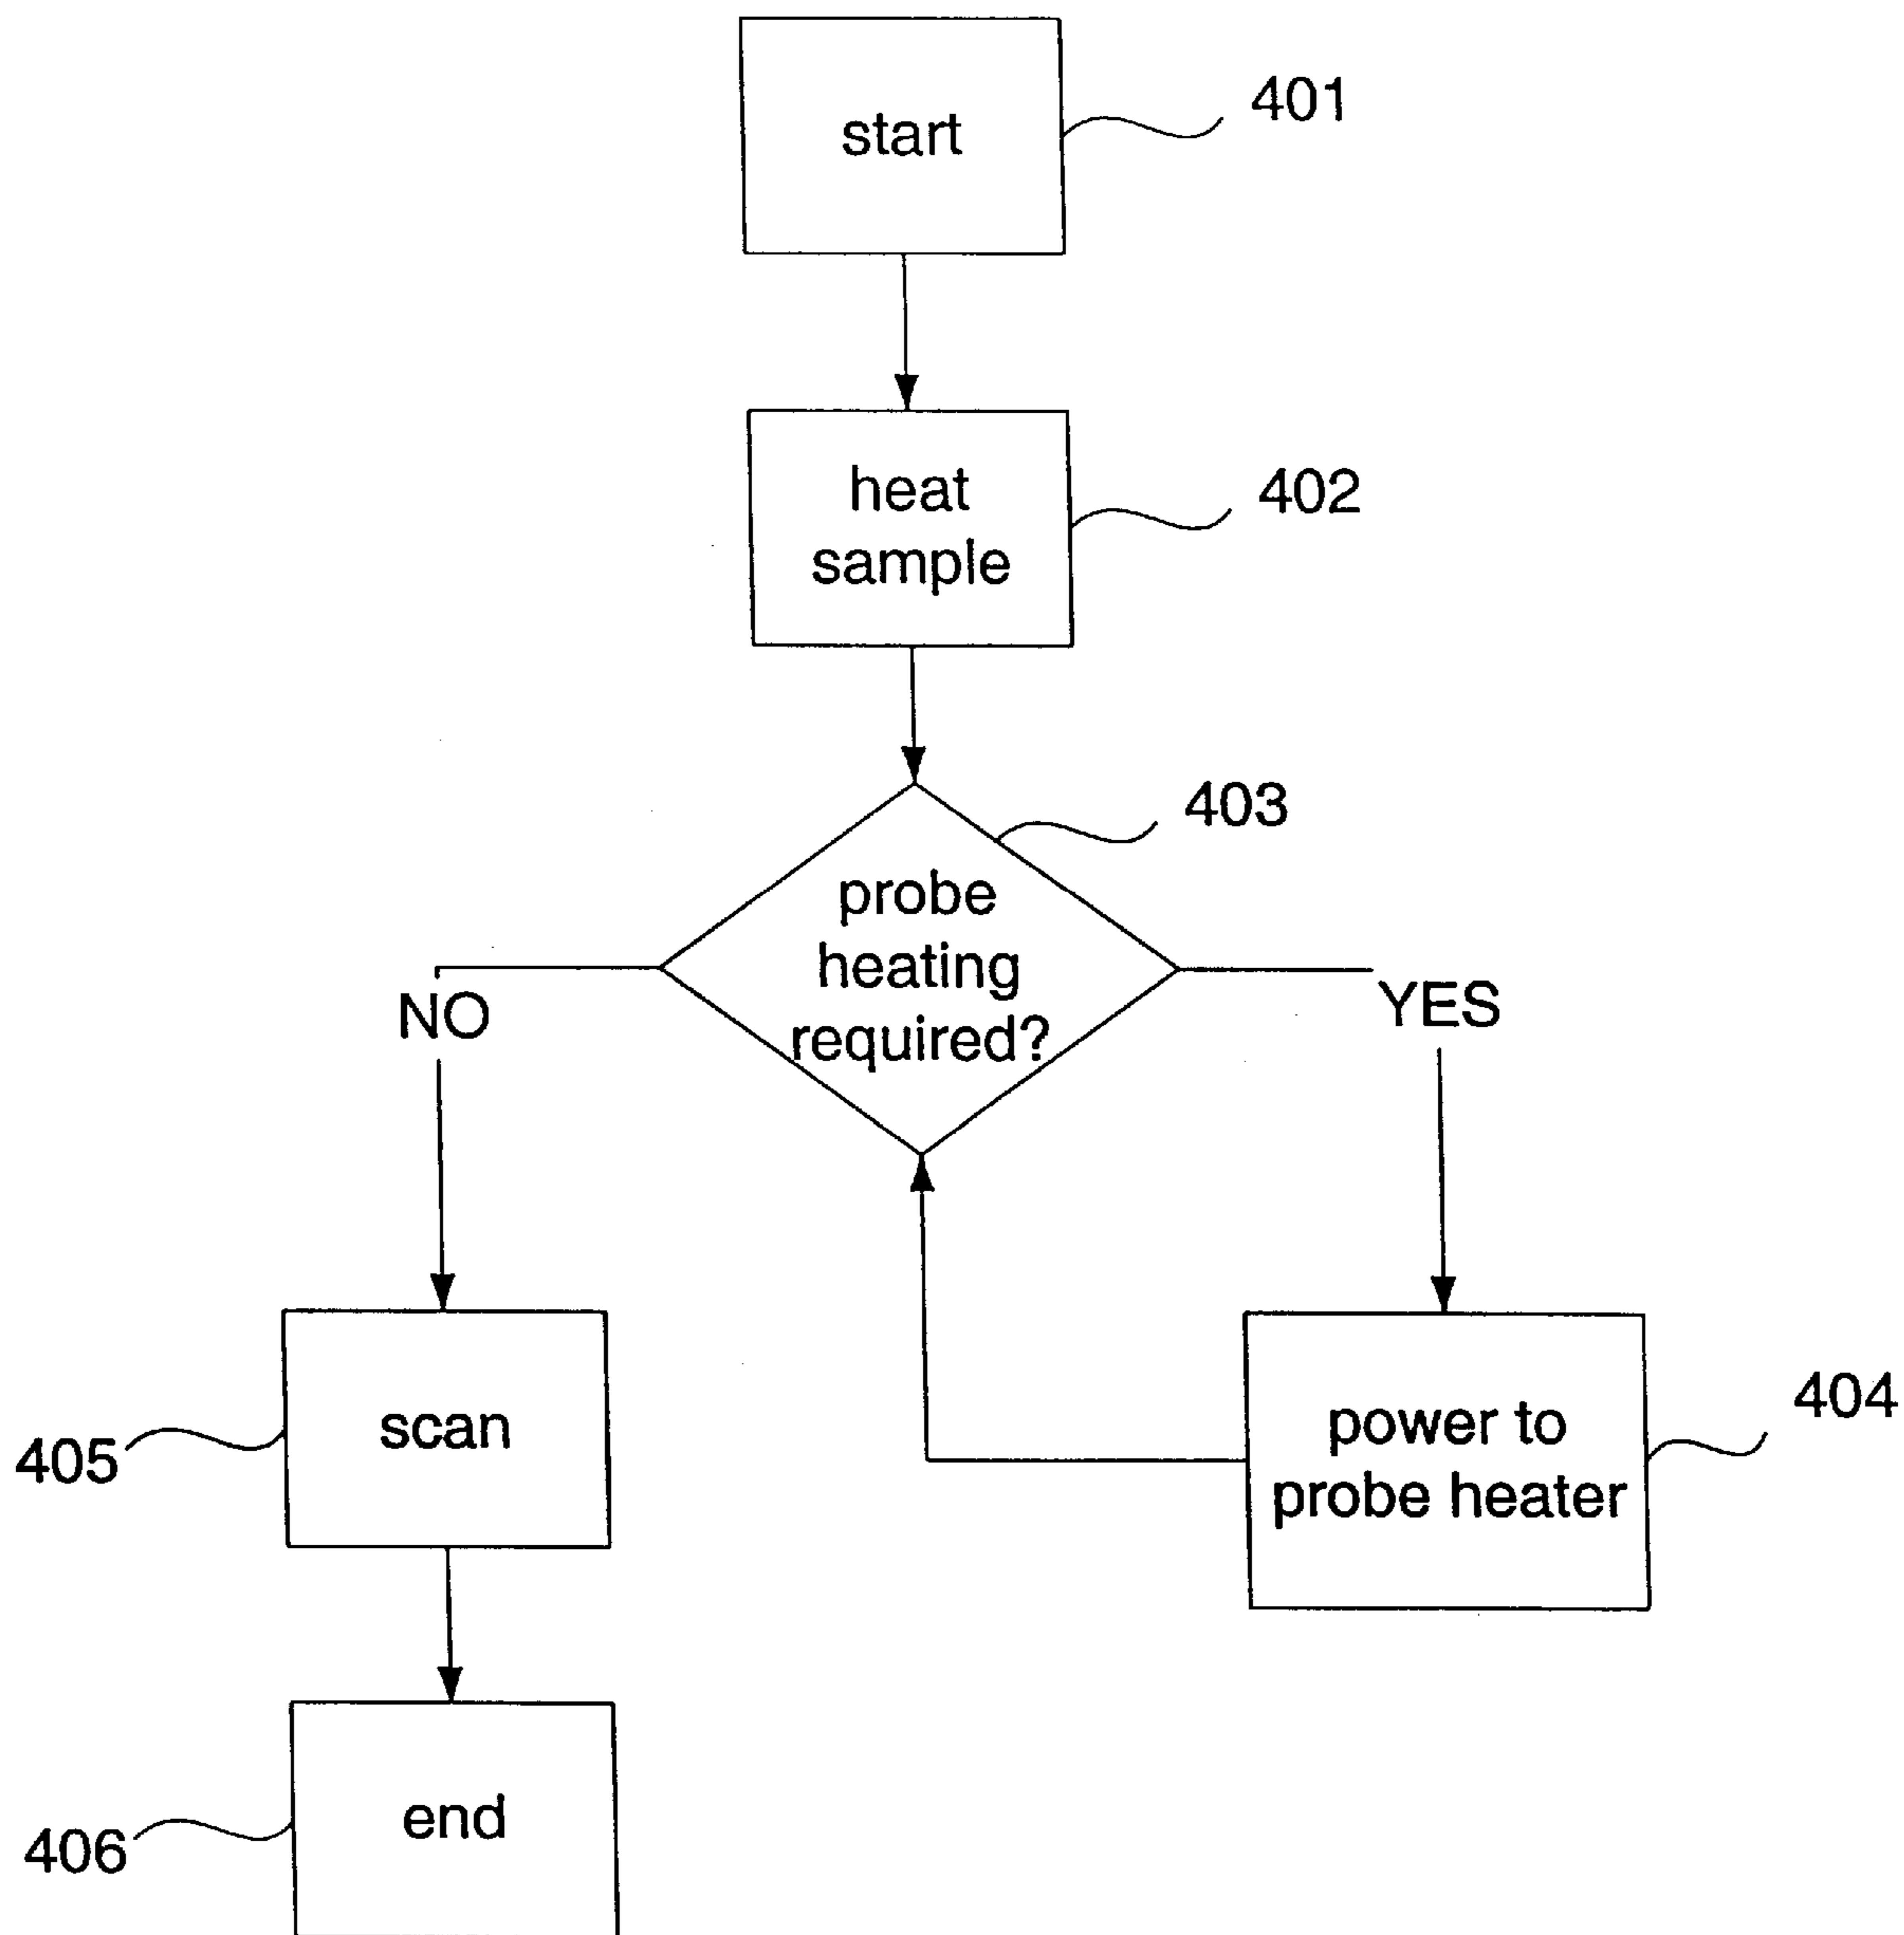 start
401
heat
sample
402
403
probe
heating
required?
NO
YES
scan
405
power to
probe heater
404
end
406